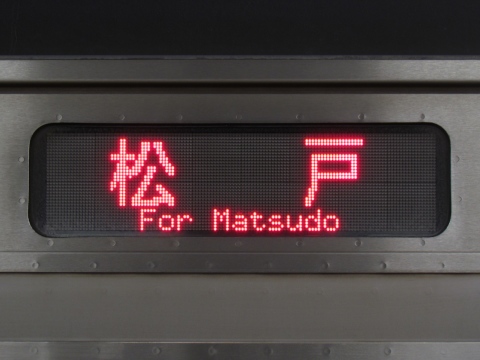 松戸
For Matsudo